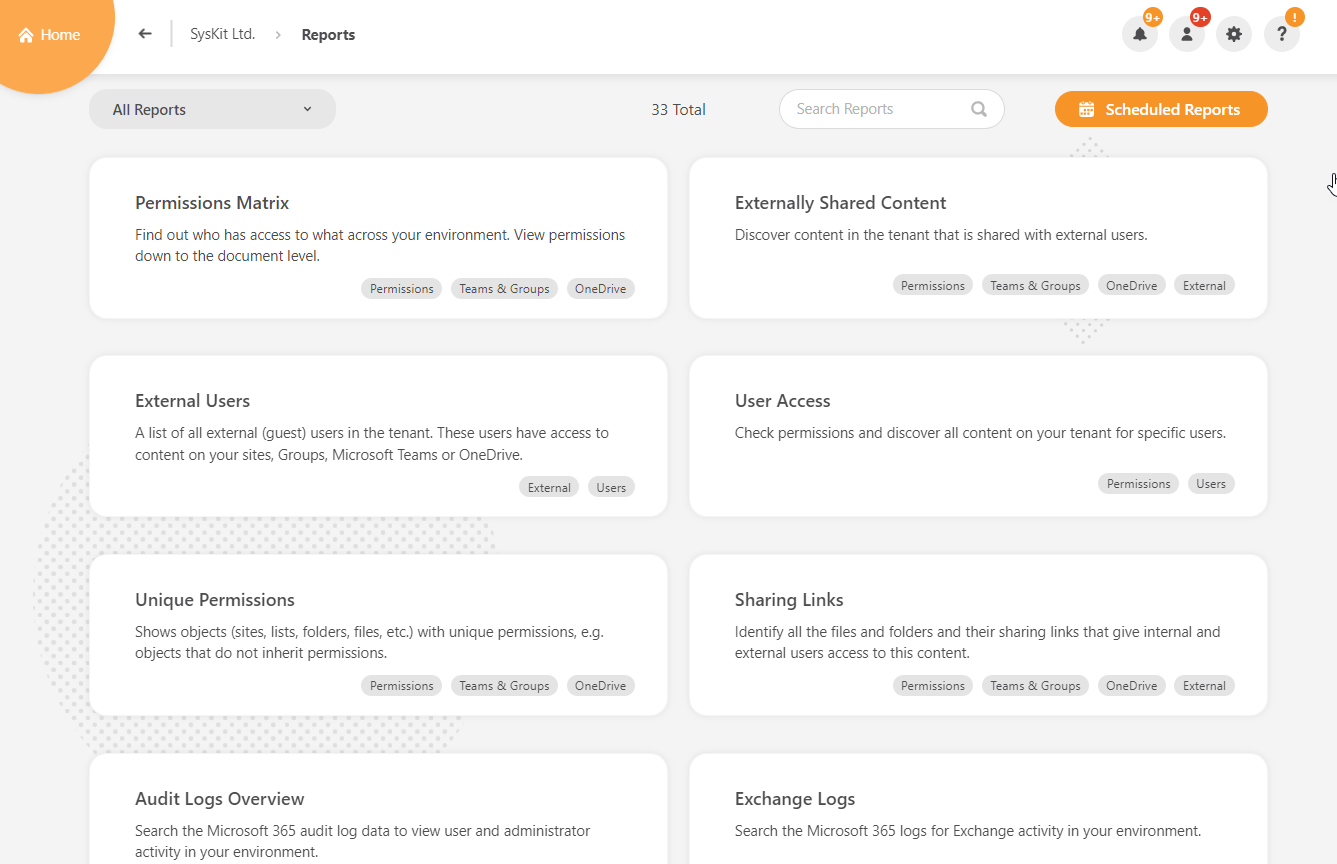 Home
SysKit Ltd. > Reports
9+
9+
!
?
All Reports
33 Total
Search Reports
Scheduled Reports
Permissions Matrix
Find out who has access to what across your environment. View permissions
down to the document level.
Permissions Teams & Groups OneDrive
Externally Shared Content
Discover content in the tenant that is shared with external users.
Permissions Teams & Groups OneDrive External
External Users
A list of all external (guest) users in the tenant. These users have access to
content on your sites, Groups, Microsoft Teams or OneDrive.
External Users
User Access
Check permissions and discover all content on your tenant for specific users.
Permissions Users
Unique Permissions
Shows objects (sites, lists, folders, files, etc.) with unique permissions, e.g.
objects that do not inherit permissions.
Permissions Teams & Groups OneDrive
Sharing Links
Identify all the files and folders and their sharing links that give internal and
external users access to this content.
Permissions Teams & Groups OneDrive External
Audit Logs Overview
Search the Microsoft 365 audit log data to view user and administrator
activity in your environment.
Exchange Logs
Search the Microsoft 365 logs for Exchange activity in your environment.